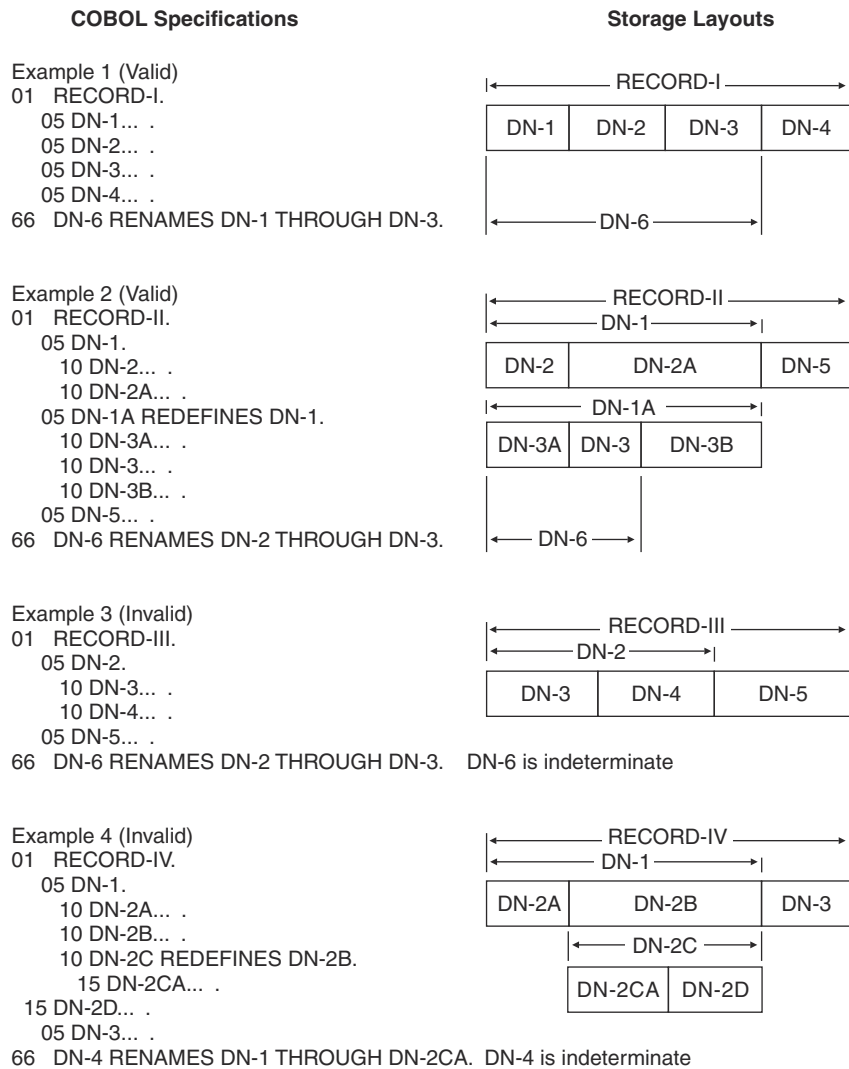 COBOL Specifications
Storage Layouts
Example 1 (Valid)
01 RECORD-I.
05 DN-1... .
05 DN-2... .
05 DN-3... .
05 DN-4... .
66 DN-6 RENAMES DN-1 THROUGH DN-3.
RECORD-I
DN-1 DN-2 DN-3 DN-4
DN-6
Example 2 (Valid)
01 RECORD-II.
05 DN-1.
10 DN-2... .
10 DN-2A... .
05 DN-1A REDEFINES DN-1.
10 DN-3A... .
10 DN-3... .
10 DN-3B... .
05 DN-5... .
66 DN-6 RENAMES DN-2 THROUGH DN-3.
RECORD-II
DN-1
DN-2 DN-2A DN-5
DN-1A
DN-3A DN-3 DN-3B
DN-6
Example 3 (Invalid)
01 RECORD-III.
05 DN-2.
10 DN-3... .
10 DN-4... .
05 DN-5... .
66 DN-6 RENAMES DN-2 THROUGH DN-3. DN-6 is indeterminate
RECORD-III
DN-2
DN-3 DN-4 DN-5
Example 4 (Invalid)
01 RECORD-IV.
05 DN-1.
10 DN-2A... .
10 DN-2B... .
10 DN-2C REDEFINES DN-2B.
15 DN-2CA... .
15 DN-2D... .
05 DN-3... .
66 DN-4 RENAMES DN-1 THROUGH DN-2CA. DN-4 is indeterminate
RECORD-IV
DN-1
DN-2A DN-2B DN-3
DN-2C
DN-2CA DN-2D